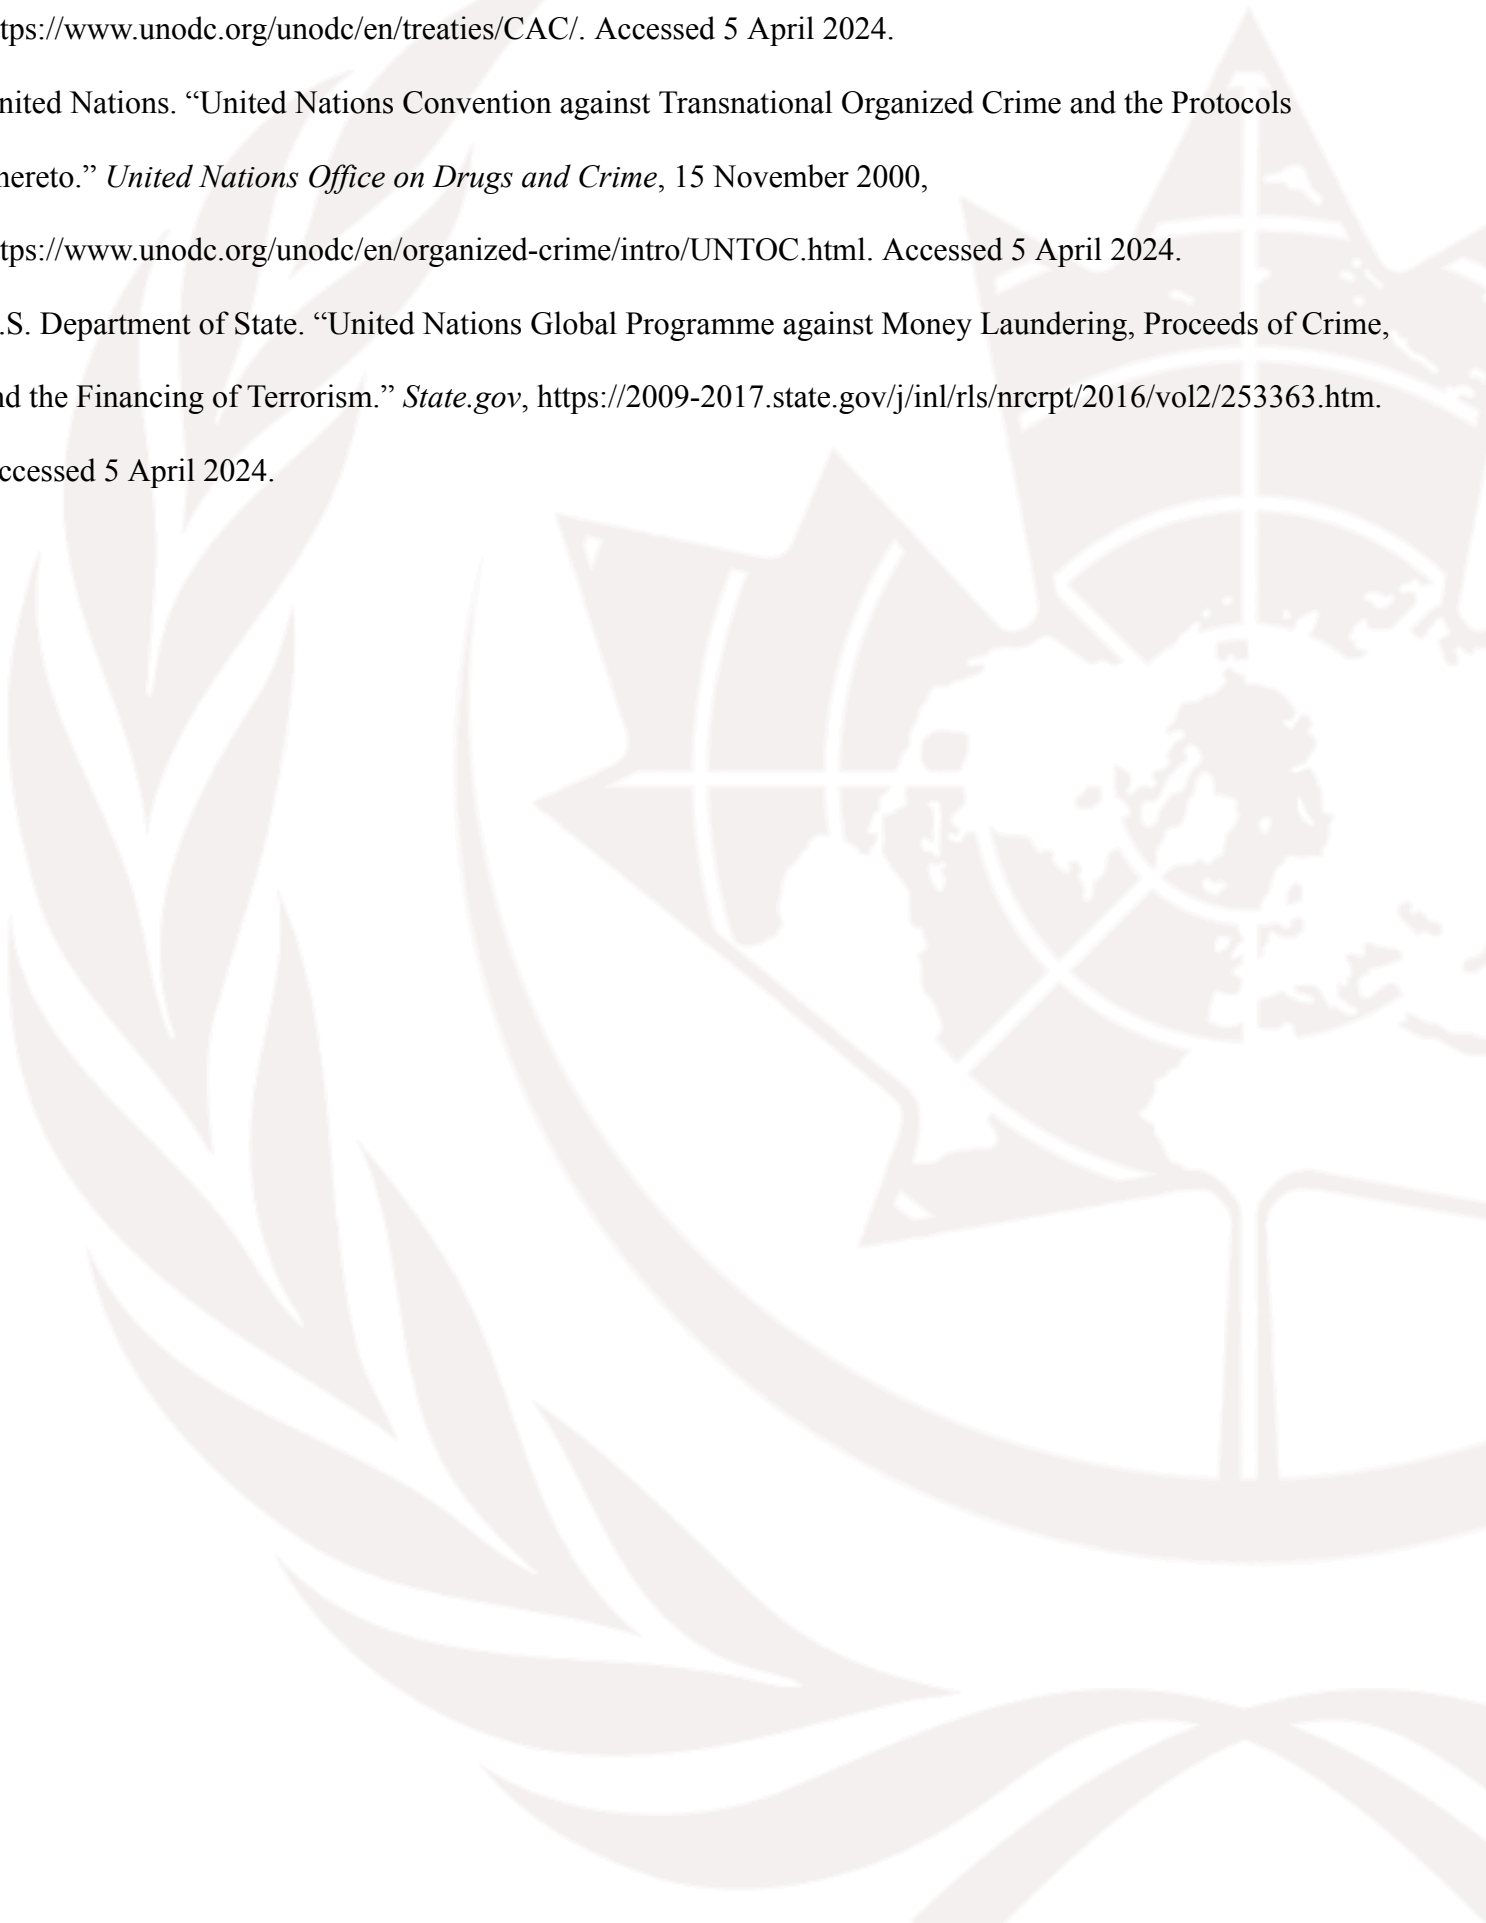 tps://www.unodc.org/unodc/en/treaties/CAC/. Accessed 5 April 2024.
nited Nations. “United Nations Convention against Transnational Organized Crime and the Protocols
hereto.” United Nations Office on Drugs and Crime, 15 November 2000,
tps://www.unodc.org/unodc/en/organized-crime/intro/UNTOC.html. Accessed 5 April 2024.
.S. Department of State. “United Nations Global Programme against Money Laundering, Proceeds of Crime,
nd the Financing of Terrorism.” State.gov, https://2009-2017.state.gov/j/inl/rls/nrcrpt/2016/vol2/253363.htm.
ccessed 5 April 2024.